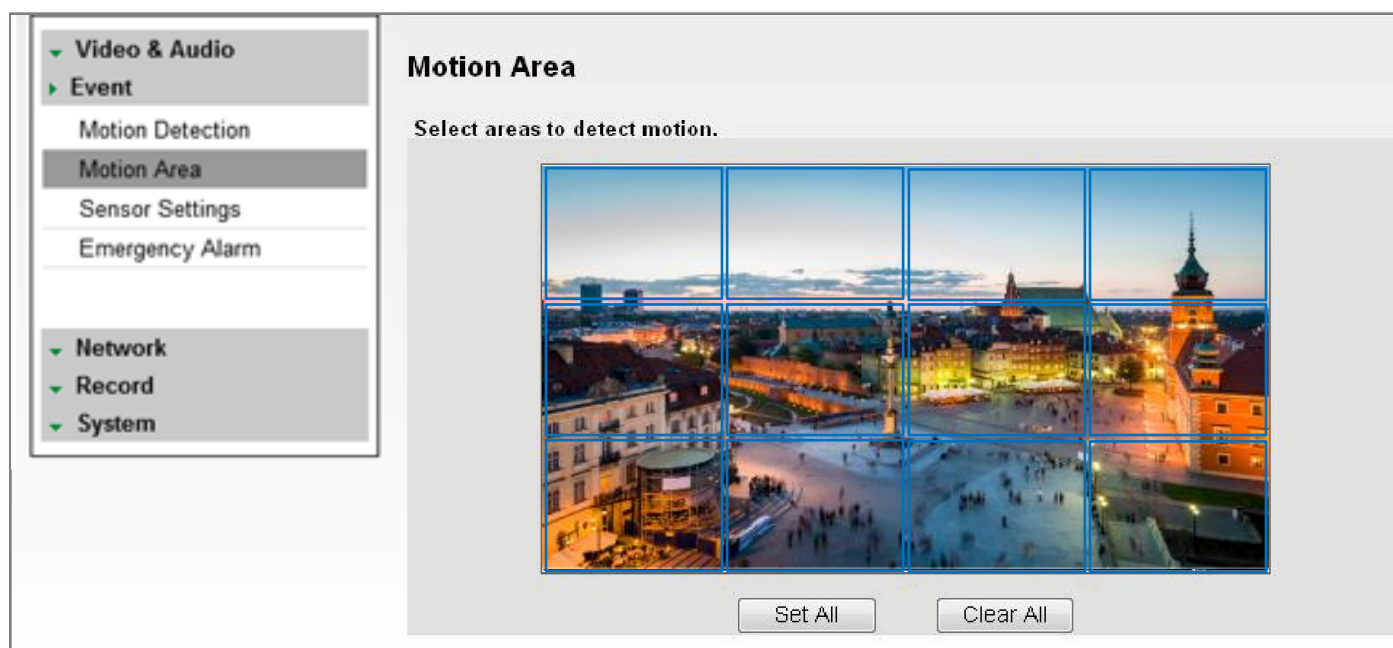 Video & Audio
Event
Motion Detection
Motion Area
Sensor Settings
Emergency Alarm
Network
Record
System
Motion Area
Select areas to detect motion.
Set All
Clear All